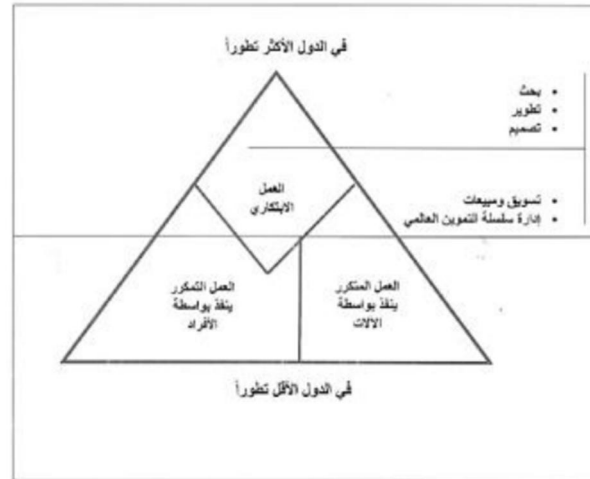 في الدول الأكثر تطوراً
• بحث
• تطوير
• تصميم
العمل
الابتكاري
• تسويق ومبيعات
• إدارة سلسلة التموين العالمي
العمل المتكرر
ينفذ بواسطة
الآلات
العمل التمكرر
ينفذ بواسطة
الأفراد
في الدول الأقل تطوراً